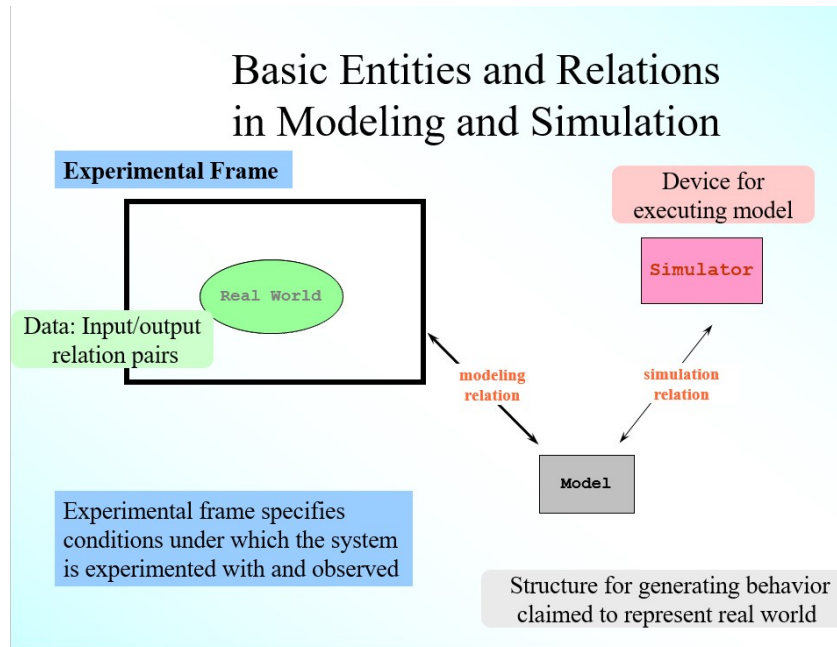 Basic Entities and Relations
in Modeling and Simulation
Experimental Frame
Device for
executing model
Simulator
Real World
Data: Input/output
relation pairs
modeling
relation
simulation
relation
Model
Experimental frame specifies
conditions under which the system
is experimented with and observed
Structure for generating behavior
claimed to represent real world